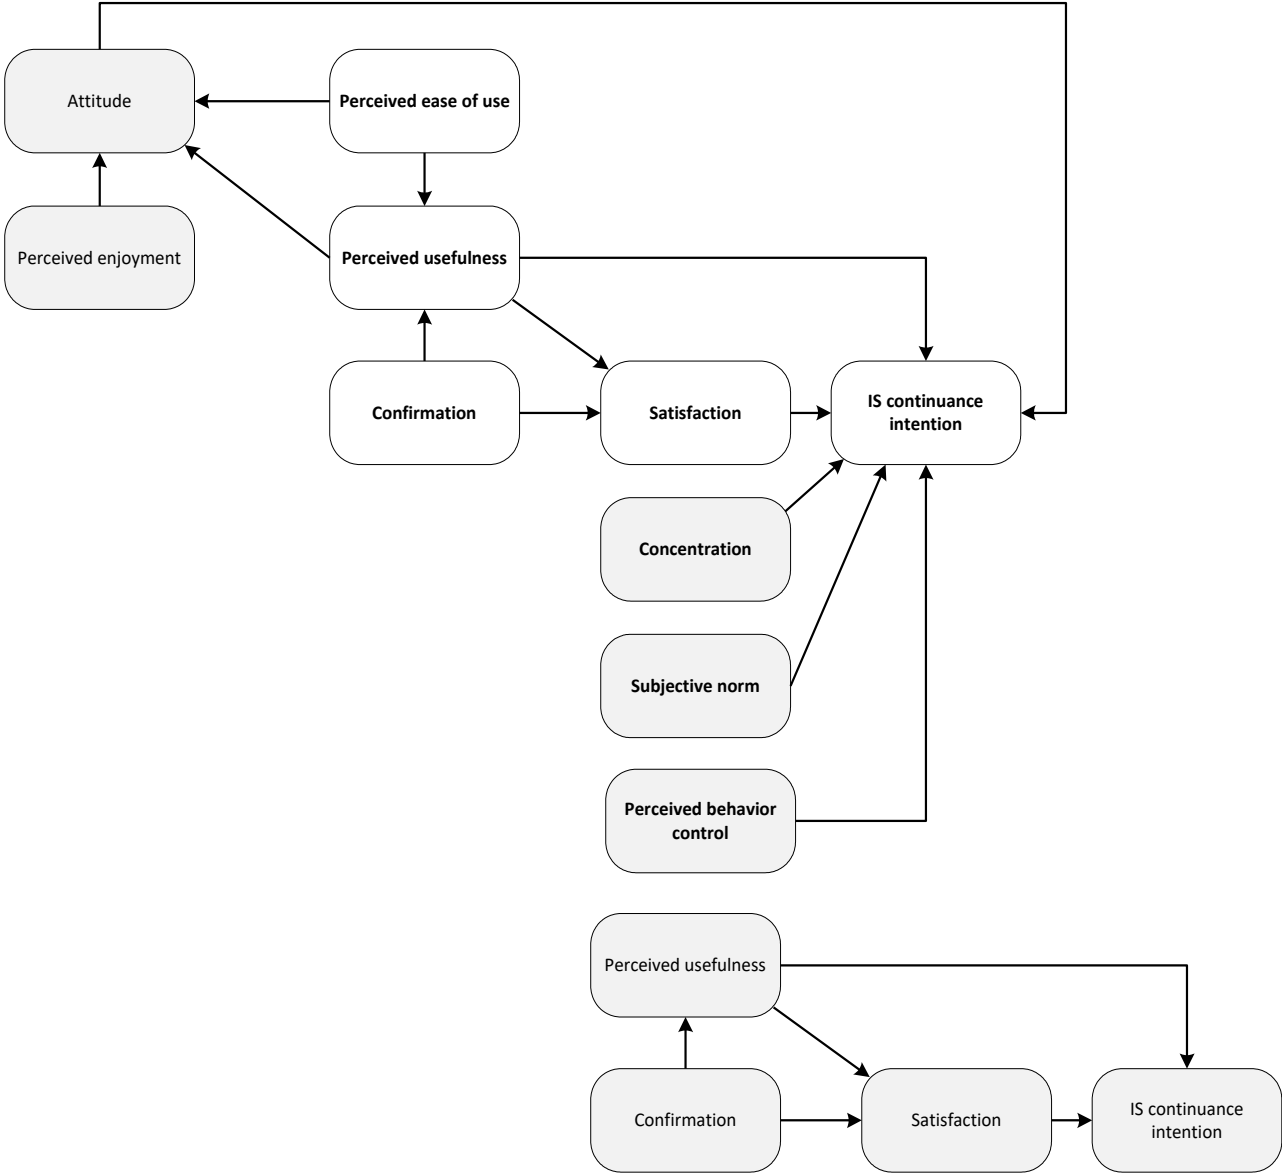 Attitude
Perceived ease of use
Perceived enjoyment
Perceived usefulness
Confirmation
Satisfaction
IS continuance
intention
Concentration
Subjective norm
Perceived behavior
control
Perceived usefulness
Confirmation
Satisfaction
IS continuance
intention